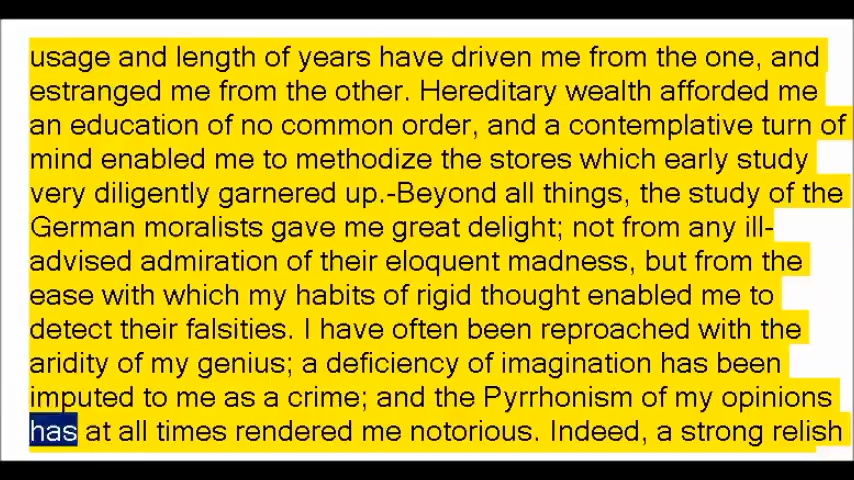 usage and length of years have driven me from the one, and
estranged me from the other. Hereditary wealth afforded me
an education of no common order, and a contemplative turn of
mind enabled me to methodize the stores which early study
very diligently garnered up.-Beyond all things, the study of the
German moralists gave me great delight; not from any ill-
advised admiration of their eloquent madness, but from the
ease with which my habits of rigid thought enabled me to
detect their falsities. I have often been reproached with the
aridity of my genius; a deficiency of imagination has been
imputed to me as a crime; and the Pyrrhonism of my opinions
has at all times rendered me notorious. Indeed, a strong relish